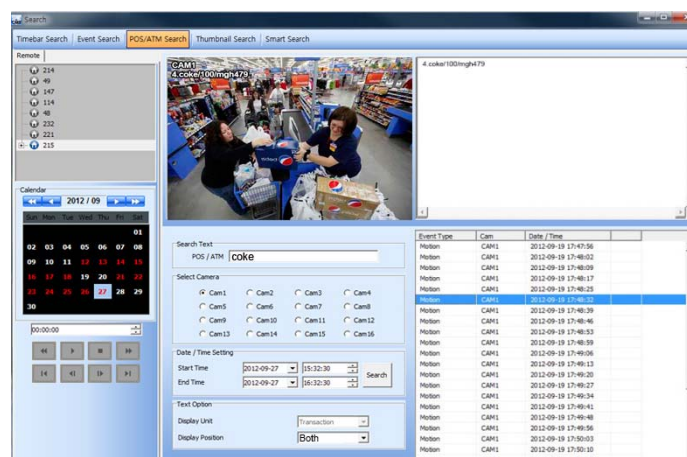 Search
Timebar Search Event Search POS/ATM Search Thumbnail Search Smart Search
Remote
214
49
147
114
48
232
221
215
CAM1
4.coke/100/mgh479
4.coke/100/mgh479
Calendar
2012 / 09
Sun Mon Tue Wed Thu Fri Sat
01
02 03 04 05 06 07 08
09 10 11 12 13 14 15
16 17 18 19 20 21 22
23 24 25 26 27 28 29
30
00:00:00
Search Text
POS / ATM coke
Select Camera
Cam1 Cam2 Cam3 Cam4
Cam5 Cam6 Cam7 Cam8
Cam9 Cam10 Cam11 Cam12
Cam13 Cam14 Cam15 Cam16
Date / Time Setting
Start Time 2012-09-27 15:32:30
End Time 2012-09-27 16:32:30
Search
Text Option
Display Unit Transaction
Display Position Both
Event Type Cam Date / Time
Motion CAM1 2012-09-19 17:47:56
Motion CAM1 2012-09-19 17:48:02
Motion CAM1 2012-09-19 17:48:09
Motion CAM1 2012-09-19 17:48:17
Motion CAM1 2012-09-19 17:48:25
Motion CAM1 2012-09-19 17:48:32
Motion CAM1 2012-09-19 17:48:39
Motion CAM1 2012-09-19 17:48:46
Motion CAM1 2012-09-19 17:48:53
Motion CAM1 2012-09-19 17:48:59
Motion CAM1 2012-09-19 17:49:06
Motion CAM1 2012-09-19 17:49:13
Motion CAM1 2012-09-19 17:49:20
Motion CAM1 2012-09-19 17:49:27
Motion CAM1 2012-09-19 17:49:34
Motion CAM1 2012-09-19 17:49:41
Motion CAM1 2012-09-19 17:49:48
Motion CAM1 2012-09-19 17:49:56
Motion CAM1 2012-09-19 17:50:03
Motion CAM1 2012-09-19 17:50:10